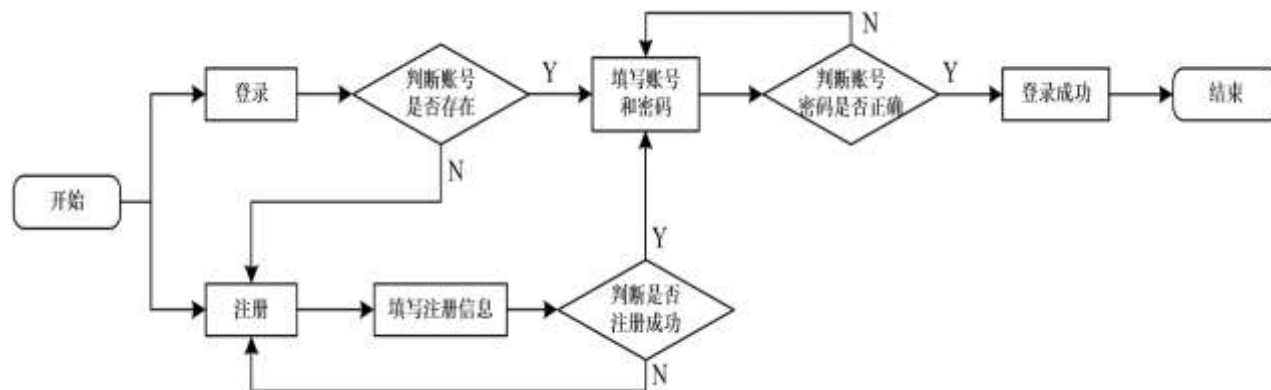 N
登录
判断账号
是否存在
Y
填写账号
和密码
判断账号
密码是否正确
Y
登录成功
结束
N
开始
Y
注册
填写注册信息
判断是否
注册成功
N